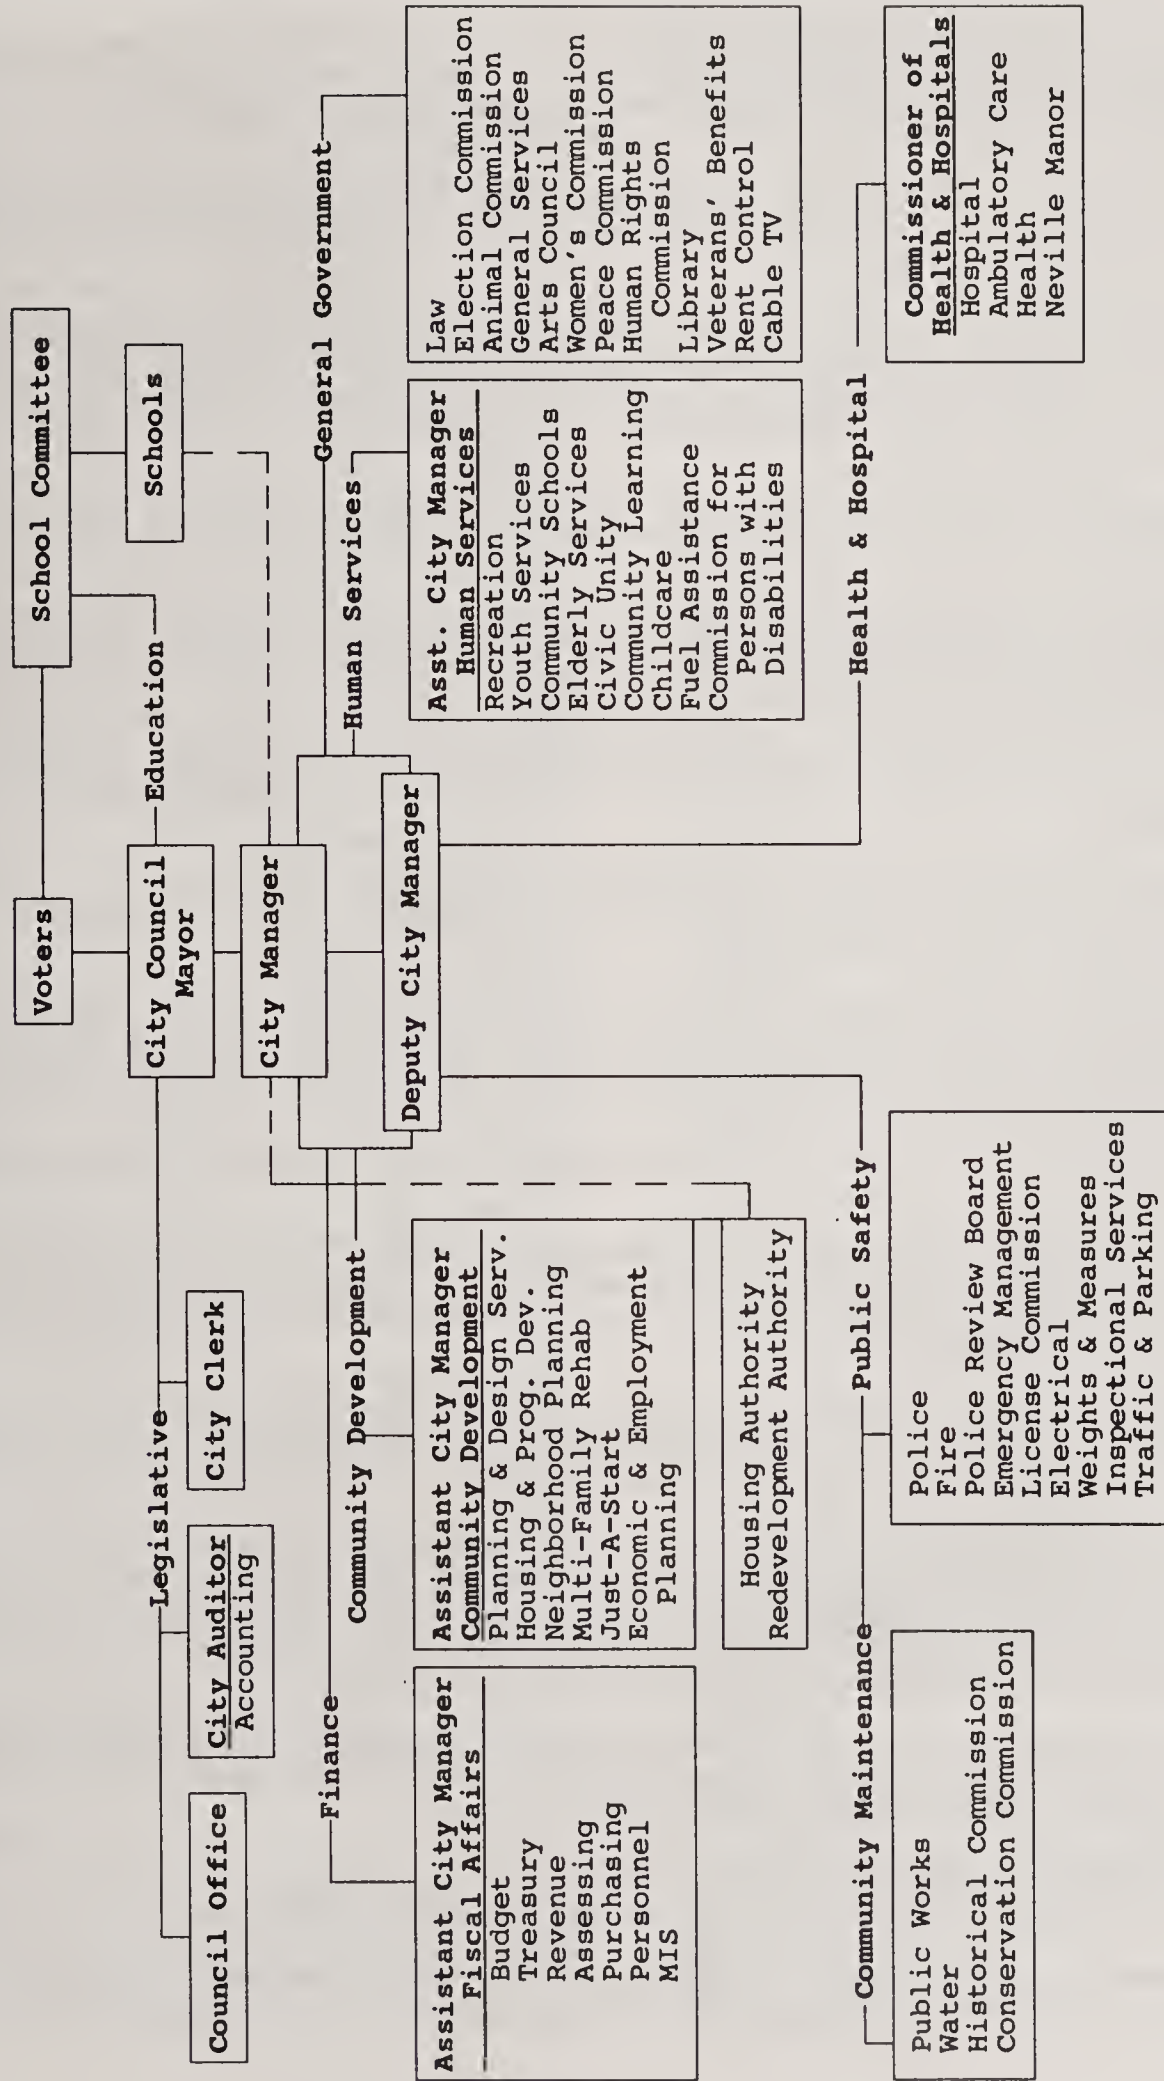 Voters
School Committee
City Council
Mayor
Education
Schools
Legislative
Council Office
City Auditor
Accounting
City Clerk
City Manager
Deputy City Manager
Finance
Community Development
Human Services
General Government
Assistant City Manager
Fiscal Affairs
Budget
Treasury
Revenue
Assessing
Purchasing
Personnel
MIS
Assistant City Manager
Community Development
Planning & Design Serv.
Housing & Prog. Dev.
Neighborhood Planning
Multi-Family Rehab
Just-A-Start
Economic & Employment
Planning
Housing Authority
Redevelopment Authority
Asst. City Manager
Human Services
Recreation
Youth Services
Community Schools
Elderly Services
Civic Unity
Community Learning
Childcare
Fuel Assistance
Commission for
Persons with
Disabilities
Law
Election Commission
Animal Commission
General Services
Arts Council
Women's Commission
Peace Commission
Human Rights
Commission
Library
Veterans' Benefits
Rent Control
Cable TV
Community Maintenance
Public Safety
Health & Hospital
Public Works
Water
Historical Commission
Conservation Commission
Police
Fire
Police Review Board
Emergency Management
License Commission
Electrical
Weights & Measures
Inspectional Services
Traffic & Parking
Commissioner of
Health & Hospitals
Hospital
Ambulatory Care
Health
Neville Manor